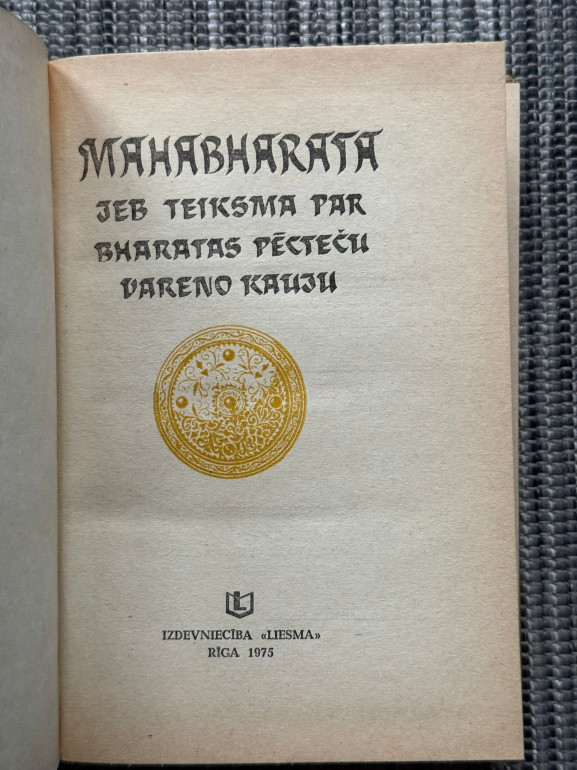 MAHABHARATA
JEB TEIKSMA PAR
BHARATAS PĒCTEČU
VARENO KAUJU
L
IZDEVNIECĪBA «LIESMA»
RĪGA 1975